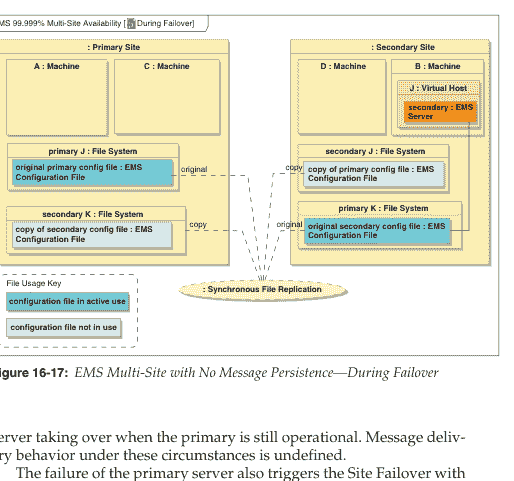 EMS 99.999% Multi-Site Availability [ During Failover]
: Primary Site
: Secondary Site
A : Machine
C : Machine
D : Machine
B : Machine
J : Virtual Host
secondary : EMS
Server
primary J : File System
original primary config file : EMS
Configuration File
original
secondary J : File System
copy of primary config file : EMS
Configuration File
copy
secondary K : File System
copy of secondary config file : EMS
Configuration File
copy
primary K : File System
original secondary config file : EMS
Configuration File
original
: Synchronous File Replication
File Usage Key
configuration file in active use
configuration file not in use
igure 16-17: EMS Multi-Site with No Message Persistence—During Failover
erver taking over when the primary is still operational. Message deliv-
ry behavior under these circumstances is undefined.
The failure of the primary server also triggers the Site Failover with